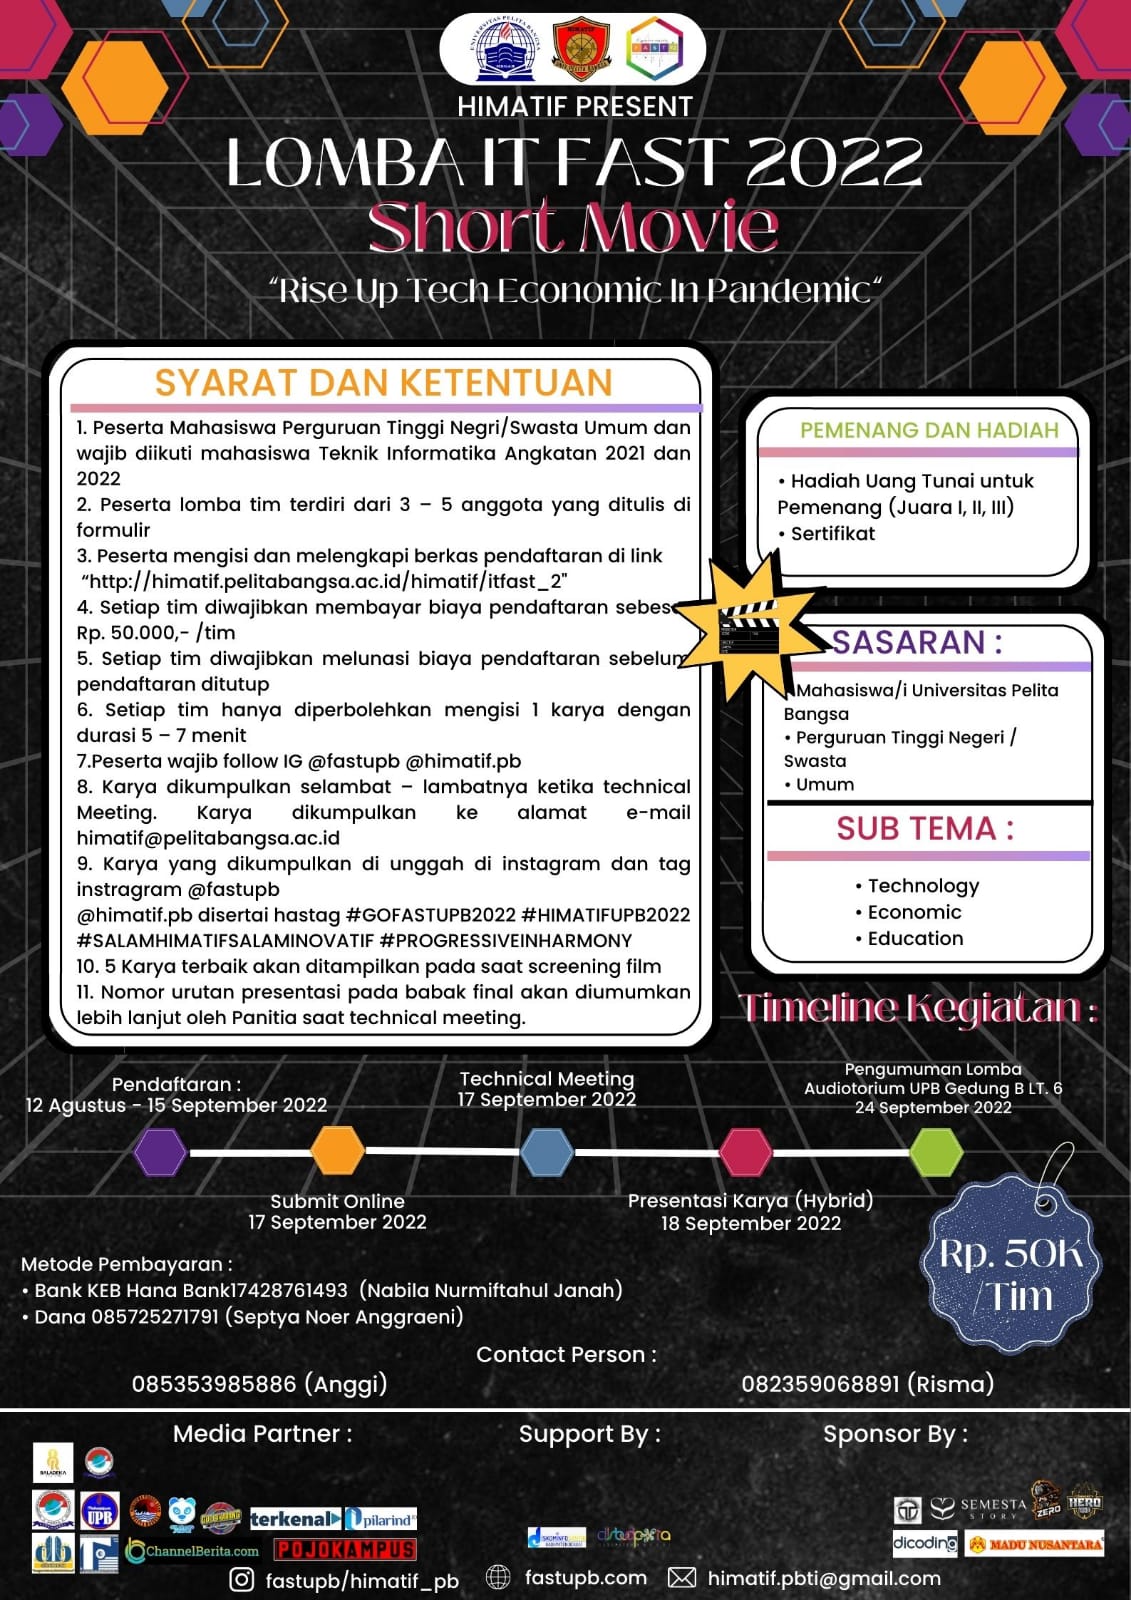 UNIVERSITAS PELITA BANGSA
HIMATIF
FASTO
HIMATIF PRESENT
LOMBA IT FAST 2022
Short Movie
“Rise Up Tech Economic In Pandemic“
SYARAT DAN KETENTUAN
1. Peserta Mahasiswa Perguruan Tinggi Negri/Swasta Umum dan
wajib diikuti mahasiswa Teknik Informatika Angkatan 2021 dan
2022
2. Peserta lomba tim terdiri dari 3 – 5 anggota yang ditulis di
formulir
3. Peserta mengisi dan melengkapi berkas pendaftaran di link
“http://himatif.pelitabangsa.ac.id/himatif/itfast_2"
4. Setiap tim diwajibkan membayar biaya pendaftaran sebesa
Rp. 50.000,- /tim
5. Setiap tim diwajibkan melunasi biaya pendaftaran sebelum
pendaftaran ditutup
6. Setiap tim hanya diperbolehkan mengisi 1 karya dengan
durasi 5 – 7 menit
7.Peserta wajib follow IG @fastupb @himatif.pb
8. Karya dikumpulkan selambat – lambatnya ketika technical
Meeting. Karya dikumpulkan ke alamat e-mail
himatif@pelitabangsa.ac.id
9. Karya yang dikumpulkan di unggah di instagram dan tag
instragram @fastupb
@himatif.pb disertai hastag #GOFASTUPB2022 #HIMATIFUPB2022
#SALAMHIMATIFSALAMINOVATIF #PROGRESSIVEINHARMONY
10. 5 Karya terbaik akan ditampilkan pada saat screening film
11. Nomor urutan presentasi pada babak final akan diumumkan
lebih lanjut oleh Panitia saat technical meeting.
PEMENANG DAN HADIAH
• Hadiah Uang Tunai untuk
Pemenang (Juara I, II, III)
• Sertifikat
SASARAN :
Mahasiswa/i Universitas Pelita
Bangsa
• Perguruan Tinggi Negeri /
Swasta
• Umum
SUB TEMA :
• Technology
• Economic
• Education
Timeline Kegiatan :
Pendaftaran :
12 Agustus - 15 September 2022
Technical Meeting
17 September 2022
Pengumuman Lomba
Audiotorium UPB Gedung B LT. 6
24 September 2022
Submit Online
17 September 2022
Presentasi Karya (Hybrid)
18 September 2022
Rp. 50K
/Tim
Metode Pembayaran :
• Bank KEB Hana Bank17428761493 (Nabila Nurmiftahul Janah)
• Dana 085725271791 (Septya Noer Anggraeni)
Contact Person :
085353985886 (Anggi)
082359068891 (Risma)
Media Partner :
Support By :
Sponsor By :
BALADEKA
UPB
terkenal
pilarind
ChannelBerita.com
POJOKAMPUS
SEMESTA
STORY
ZERO
HERO
dicoding
MADU NUSANTARA
fastupb/himatif_pb
fastupb.com
himatif.pbti@gmail.com